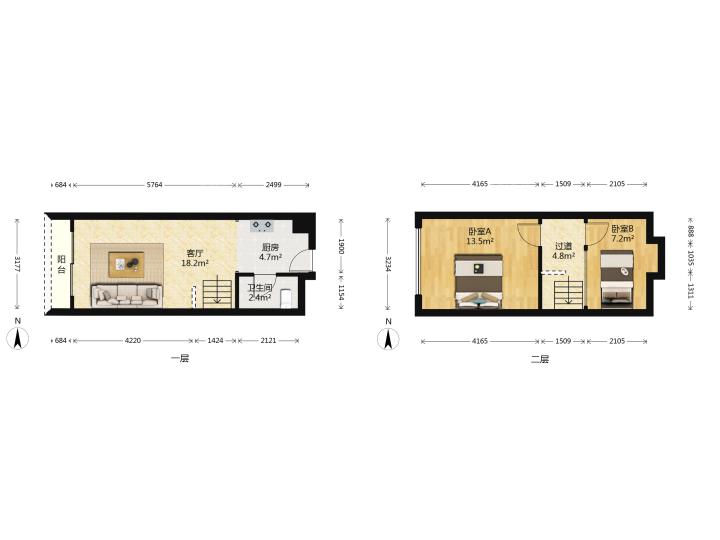 684 5764 2499
4165 1509 2105
3177
阳台
客厅
18.2m²
厨房
4.7m²
卫生间
2.4m²
1900
1154
3234
卧室A
13.5m²
过道
4.8m²
卧室B
7.2m²
888
1035
1311
N
N
684 4220 1424 2121
4165 1509 2105
一层
二层